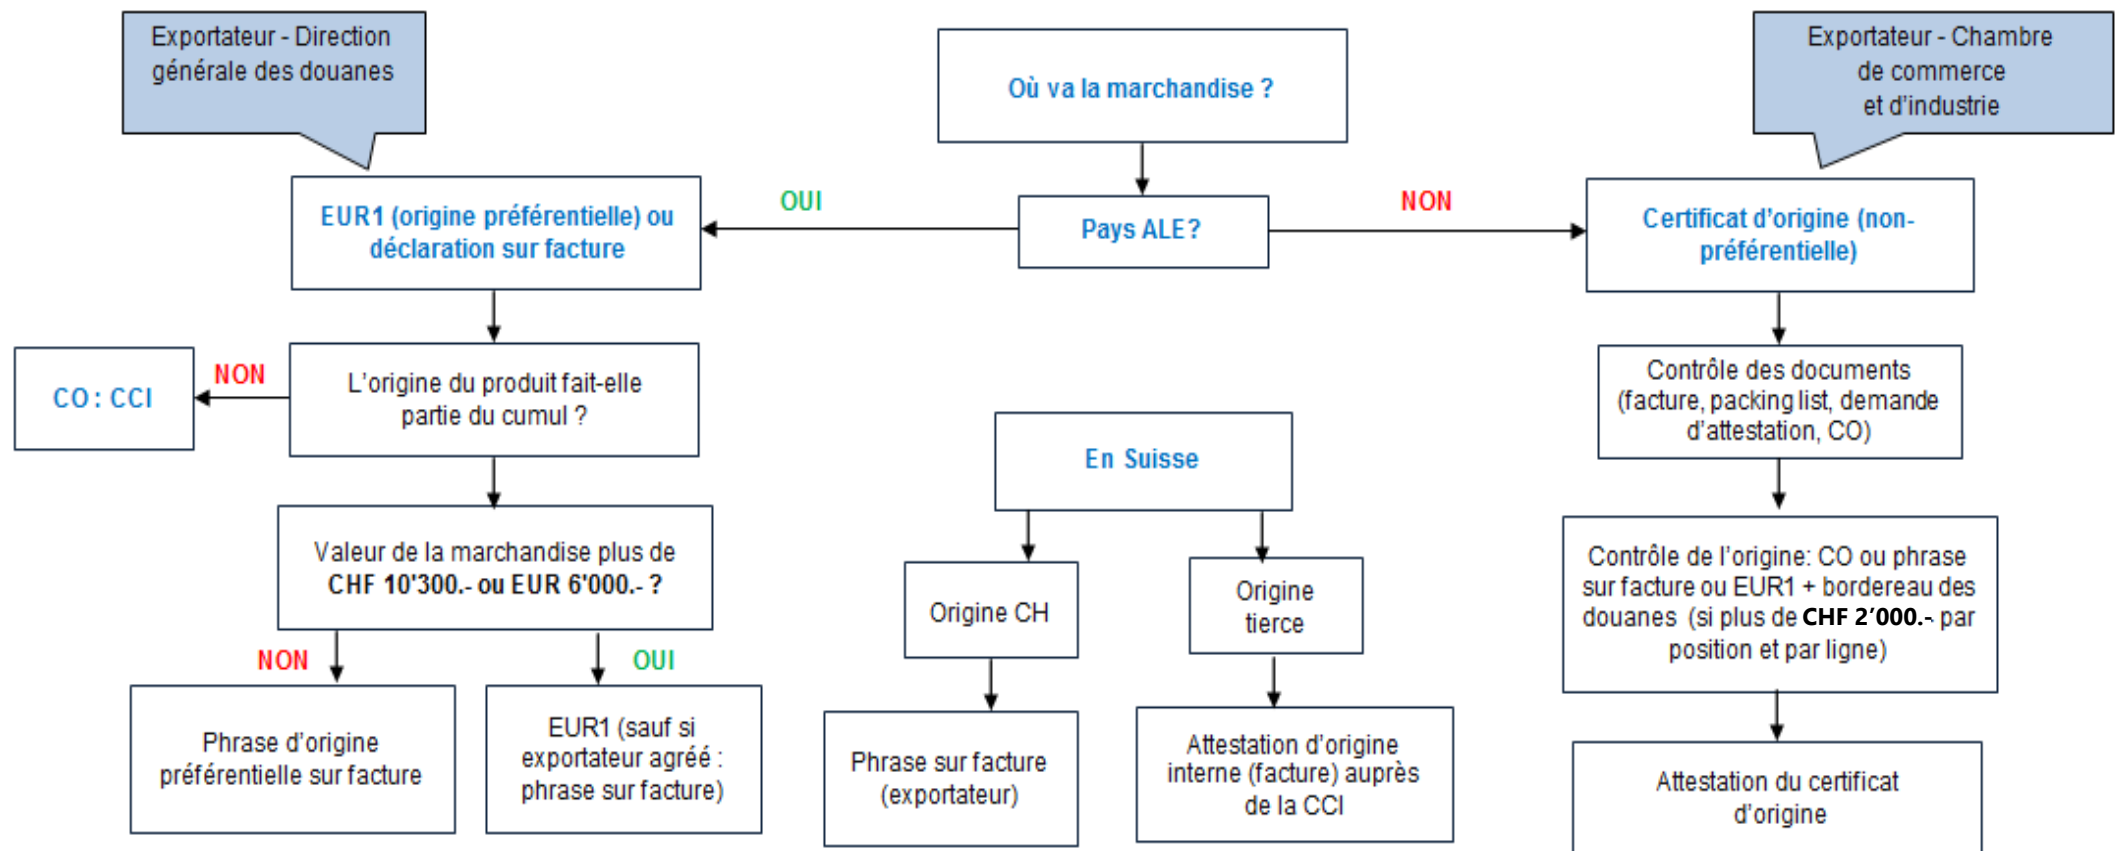 Exportateur - Direction
générale des douanes
Où va la marchandise ?
Exportateur - Chambre
de commerce
et d'industrie
EUR1 (origine préférentielle) ou
déclaration sur facture
OUI
Pays ALE?
NON
Certificat d'origine (non-
préférentielle)
CO: CCI
NON
L'origine du produit fait-elle
partie du cumul ?
Contrôle des documents
(facture, packing list, demande
d'attestation, CO)
En Suisse
Valeur de la marchandise plus de
CHF 10'300.- ou EUR 6'000.- ?
Origine CH
Origine
tierce
Contrôle de l'origine: CO ou phrase
sur facture ou EUR1 + bordereau des
douanes (si plus de CHF 2’000.- par
position et par ligne)
NON
OUI
Phrase d'origine
préférentielle sur facture
EUR1 (sauf si
exportateur agréé :
phrase sur facture)
Phrase sur facture
(exportateur)
Attestation d'origine
interne (facture) auprès
de la CCI
Attestation du certificat
d'origine